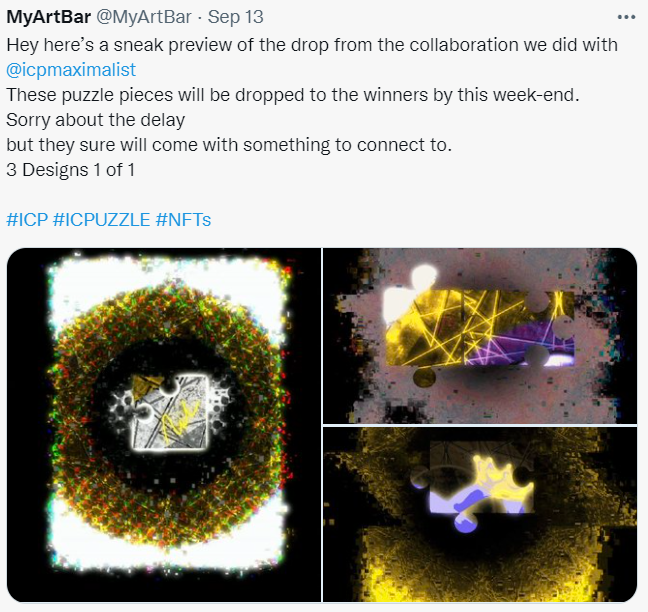 MyArtBar @MyArtBar · Sep 13
Hey here’s a sneak preview of the drop from the collaboration we did with
@icpmaximalist
These puzzle pieces will be dropped to the winners by this week-end.
Sorry about the delay
but they sure will come with something to connect to.
3 Designs 1 of 1
#ICP #ICPUZZLE #NFTs